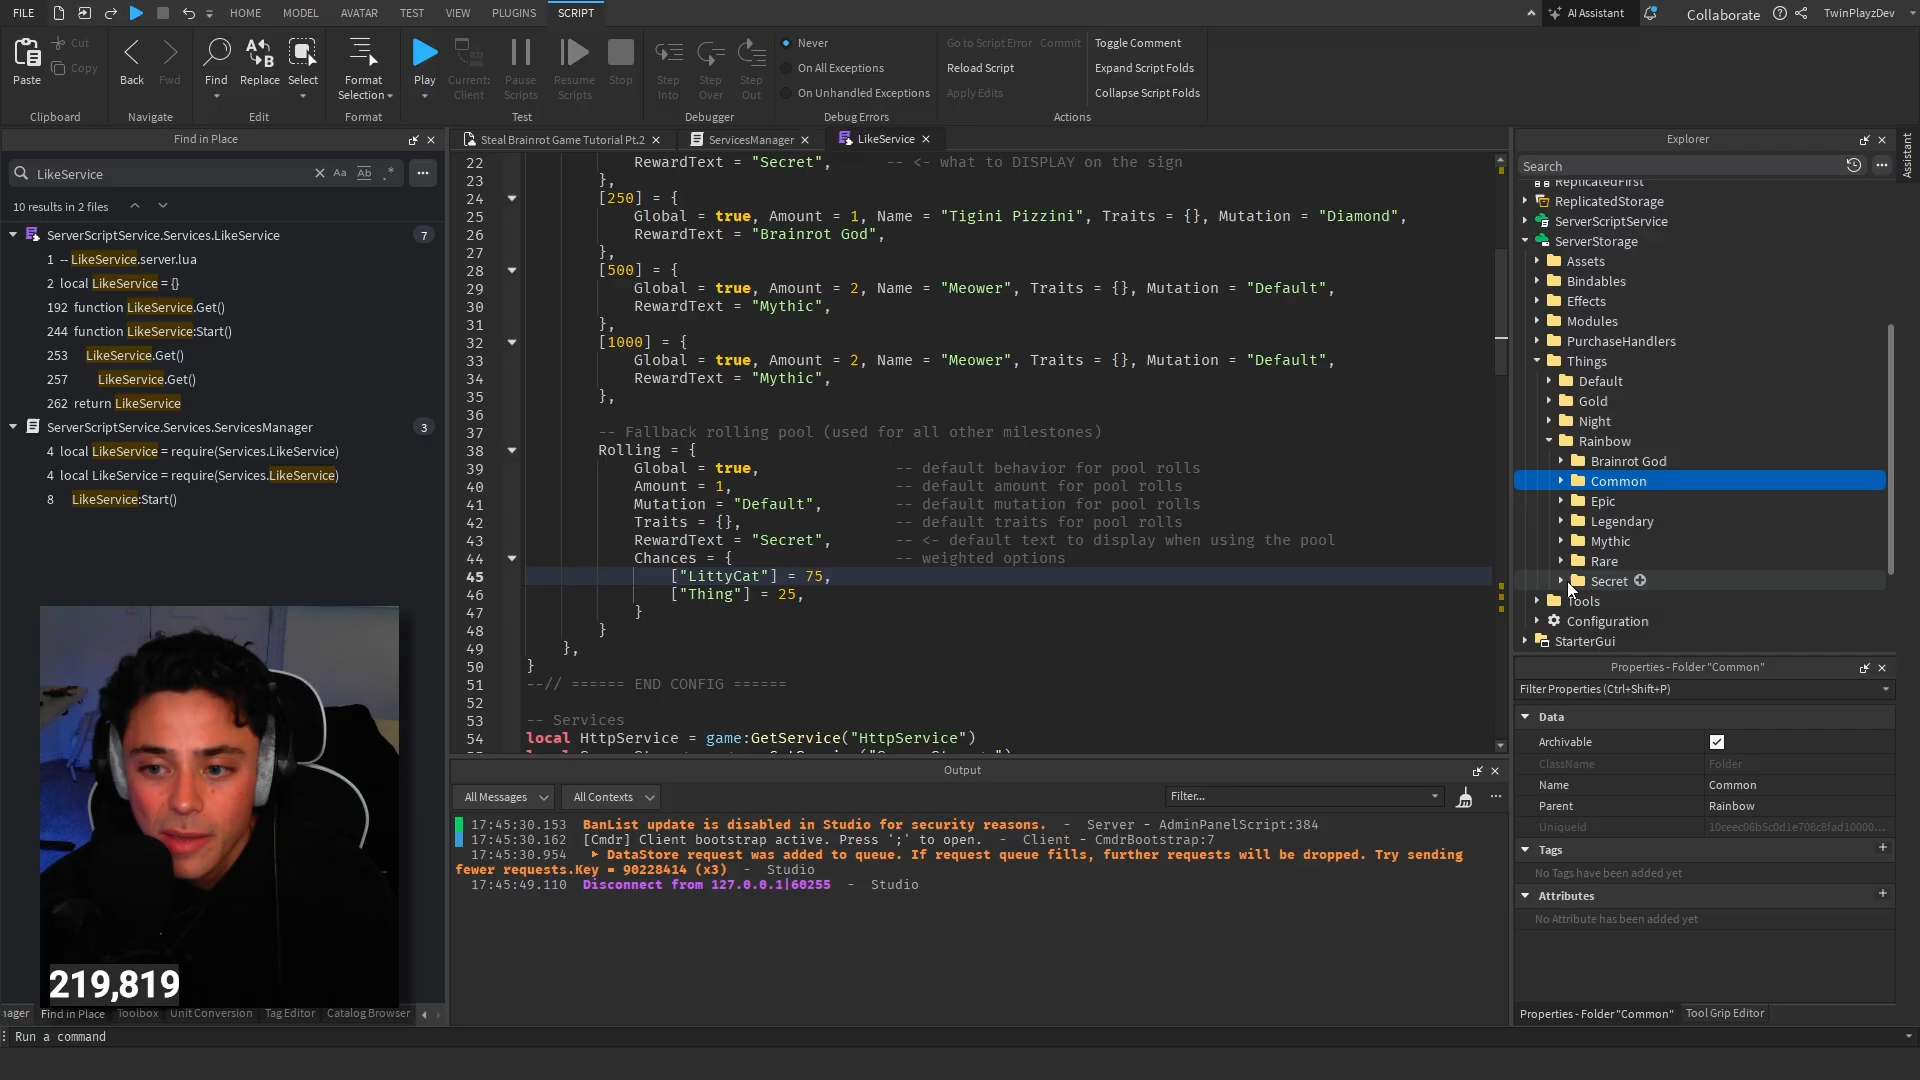 FILE
HOME
MODEL
AVATAR
TEST
VIEW
PLUGINS
SCRIPT
AI Assistant
Collaborate
TwinPlayzDev
Paste
Cut
Copy
Clipboard
Back
Fwd
Navigate
Find
Replace
Select
Edit
Format
Selection
Format
Play
Current:
Client
Pause
Scripts
Resume
Scripts
Stop
Test
Step
Into
Step
Over
Step
Out
Debugger
Never
On All Exceptions
On Unhandled Exceptions
Debug Errors
Go to Script Error
Commit
Reload Script
Apply Edits
Toggle Comment
Expand Script Folds
Collapse Script Folds
Actions
Find in Place
LikeService
Aa
Ab
.*
10 results in 2 files
ServerScriptService.Services.LikeService 7
1 -- LikeService.server.lua
2 local LikeService = {}
192 function LikeService.Get()
244 function LikeService:Start()
253 LikeService.Get()
257 LikeService.Get()
262 return LikeService
ServerScriptService.Services.ServicesManager 3
4 local LikeService = require(Services.LikeService)
4 local LikeService = require(Services.LikeService)
8 LikeService:Start()
219,819
nager
Find in Place
Toolbox
Unit Conversion
Tag Editor
Catalog Browser
Run a command
Steal Brainrot Game Tutorial Pt.2
ServicesManager
LikeService
22 RewardText = "Secret", -- <- what to DISPLAY on the sign
23 },
24 [250] = {
25 Global = true, Amount = 1, Name = "Tigini Pizzini", Traits = {}, Mutation = "Diamond",
26 RewardText = "Brainrot God",
27 },
28 [500] = {
29 Global = true, Amount = 2, Name = "Meower", Traits = {}, Mutation = "Default",
30 RewardText = "Mythic",
31 },
32 [1000] = {
33 Global = true, Amount = 2, Name = "Meower", Traits = {}, Mutation = "Default",
34 RewardText = "Mythic",
35 },
36
37 -- Fallback rolling pool (used for all other milestones)
38 Rolling = {
39 Global = true, -- default behavior for pool rolls
40 Amount = 1, -- default amount for pool rolls
41 Mutation = "Default", -- default mutation for pool rolls
42 Traits = {}, -- default traits for pool rolls
43 RewardText = "Secret", -- <- default text to display when using the pool
44 Chances = { -- weighted options
45 ["LittyCat"] = 75,
46 ["Thing"] = 25,
47 }
48 }
49 },
50 }
51 --// ====== END CONFIG ======
52
53 -- Services
54 local HttpService = game:GetService("HttpService")
Output
All Messages
All Contexts
Filter...
17:45:30.153 BanList update is disabled in Studio for security reasons. - Server - AdminPanelScript:384
17:45:30.162 [Cmdr] Client bootstrap active. Press ';' to open. - Client - CmdrBootstrap:7
17:45:30.954 DataStore request was added to queue. If request queue fills, further requests will be dropped. Try sending
fewer requests.Key = 90228414 (x3) - Studio
17:45:49.110 Disconnect from 127.0.0.1|60255 - Studio
Explorer
Assistant
Search
ReplicatedFirst
ReplicatedStorage
ServerScriptService
ServerStorage
Assets
Bindables
Effects
Modules
PurchaseHandlers
Things
Default
Gold
Night
Rainbow
Brainrot God
Common
Epic
Legendary
Mythic
Rare
Secret
Tools
Configuration
StarterGui
Properties - Folder "Common"
Filter Properties (Ctrl+Shift+P)
Data
Archivable
ClassName Folder
Name Common
Parent Rainbow
UniqueId 10ceec06b5c0d1e708c8fad10000...
Tags
No Tags have been added yet
Attributes
No Attribute has been added yet
Properties - Folder "Common"
Tool Grip Editor